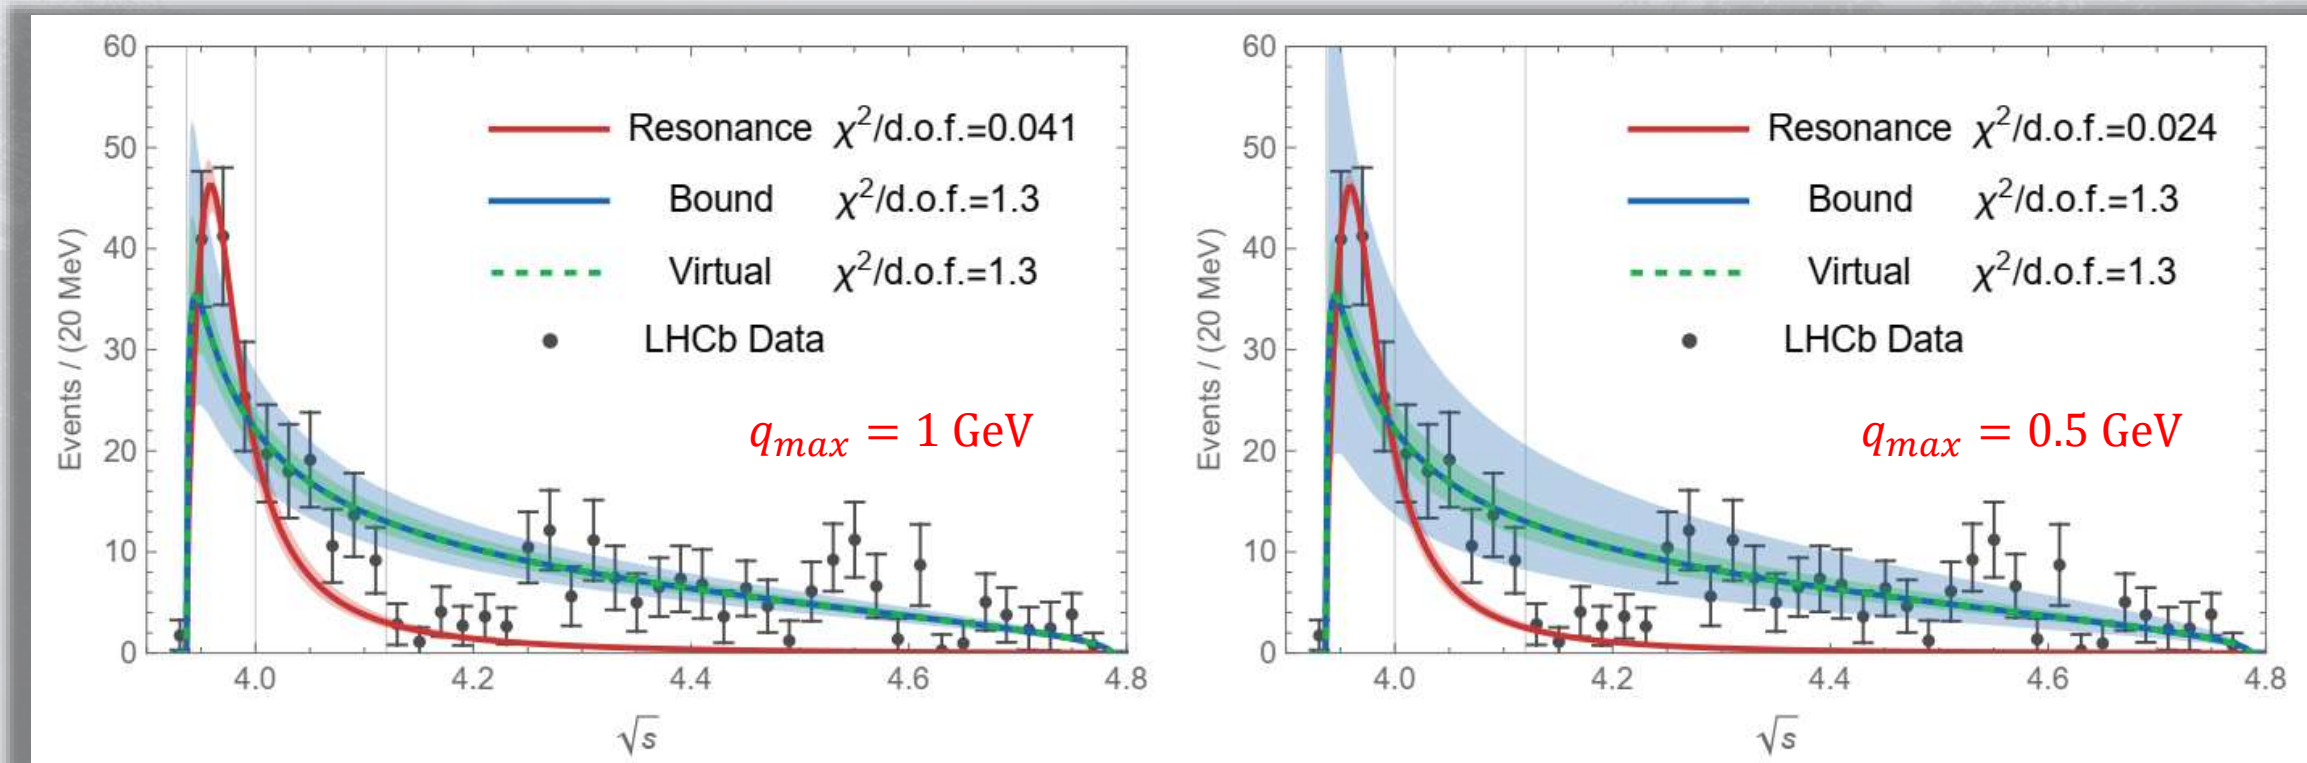 60
50
40
30
20
10
0
Events / (20 MeV)
Resonance χ²/d.o.f.=0.041
Bound χ²/d.o.f.=1.3
Virtual χ²/d.o.f.=1.3
LHCb Data
q_max = 1 GeV
4.0 4.2 4.4 4.6 4.8
√s
60
50
40
30
20
10
0
Events / (20 MeV)
Resonance χ²/d.o.f.=0.024
Bound χ²/d.o.f.=1.3
Virtual χ²/d.o.f.=1.3
LHCb Data
q_max = 0.5 GeV
4.0 4.2 4.4 4.6 4.8
√s